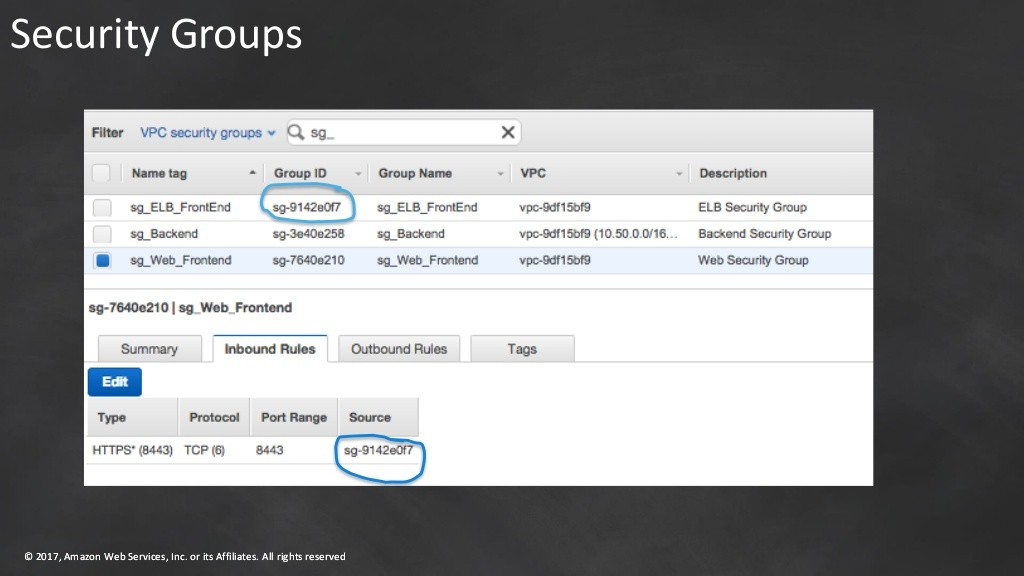 Security Groups
Filter VPC security groups sg_
Name tag Group ID Group Name VPC Description
sg_ELB_FrontEnd sg-9142e0f7 sg_ELB_FrontEnd vpc-9df15bf9 ELB Security Group
sg_Backend sg-3e40e258 sg_Backend vpc-9df15bf9 (10.50.0.0/16... Backend Security Group
sg_Web_Frontend sg-7640e210 sg_Web_Frontend vpc-9df15bf9 Web Security Group
sg-7640e210 | sg_Web_Frontend
Summary Inbound Rules Outbound Rules Tags
Edit
Type Protocol Port Range Source
HTTPS* (8443) TCP (6) 8443 sg-9142e0f7
© 2017, Amazon Web Services, Inc. or its Affiliates. All rights reserved